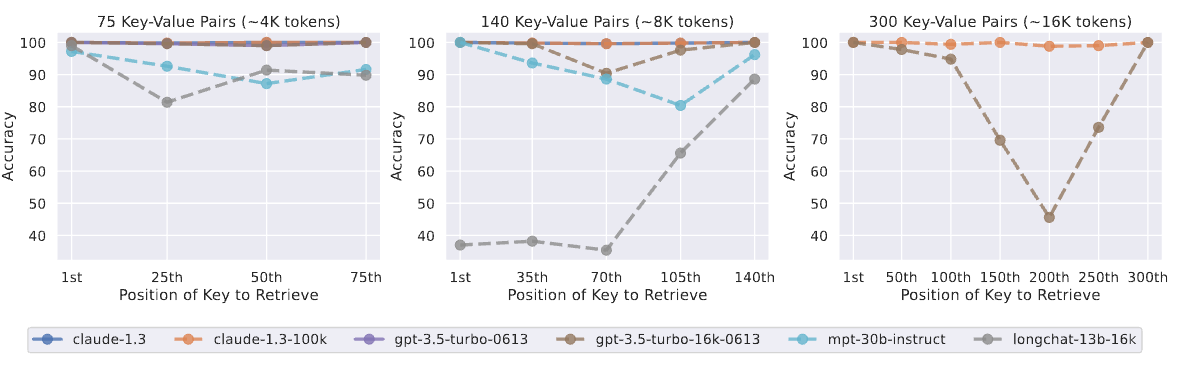 75 Key-Value Pairs (~4K tokens)
140 Key-Value Pairs (~8K tokens)
300 Key-Value Pairs (~16K tokens)
Accuracy
100
90
80
70
60
50
40
1st 25th 50th 75th
Position of Key to Retrieve
Accuracy
100
90
80
70
60
50
40
1st 35th 70th 105th 140th
Position of Key to Retrieve
Accuracy
100
90
80
70
60
50
40
1st 50th 100th 150th 200th 250th 300th
Position of Key to Retrieve
claude-1.3 claude-1.3-100k gpt-3.5-turbo-0613 gpt-3.5-turbo-16k-0613 mpt-30b-instruct longchat-13b-16k